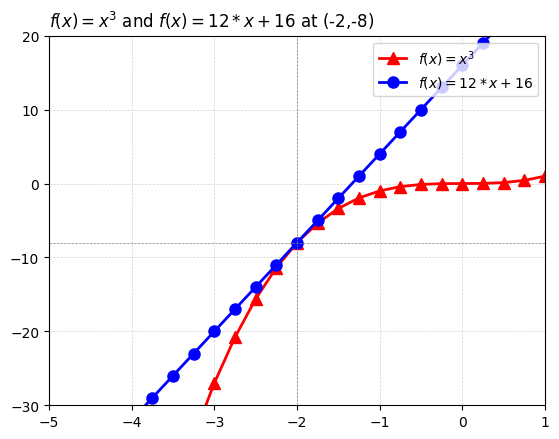 f(x) = x³ and f(x) = 12 * x + 16 at (-2,-8)
f(x) = x³
f(x) = 12 * x + 16
20
10
0
−10
−20
−30
−5 −4 −3 −2 −1 0 1